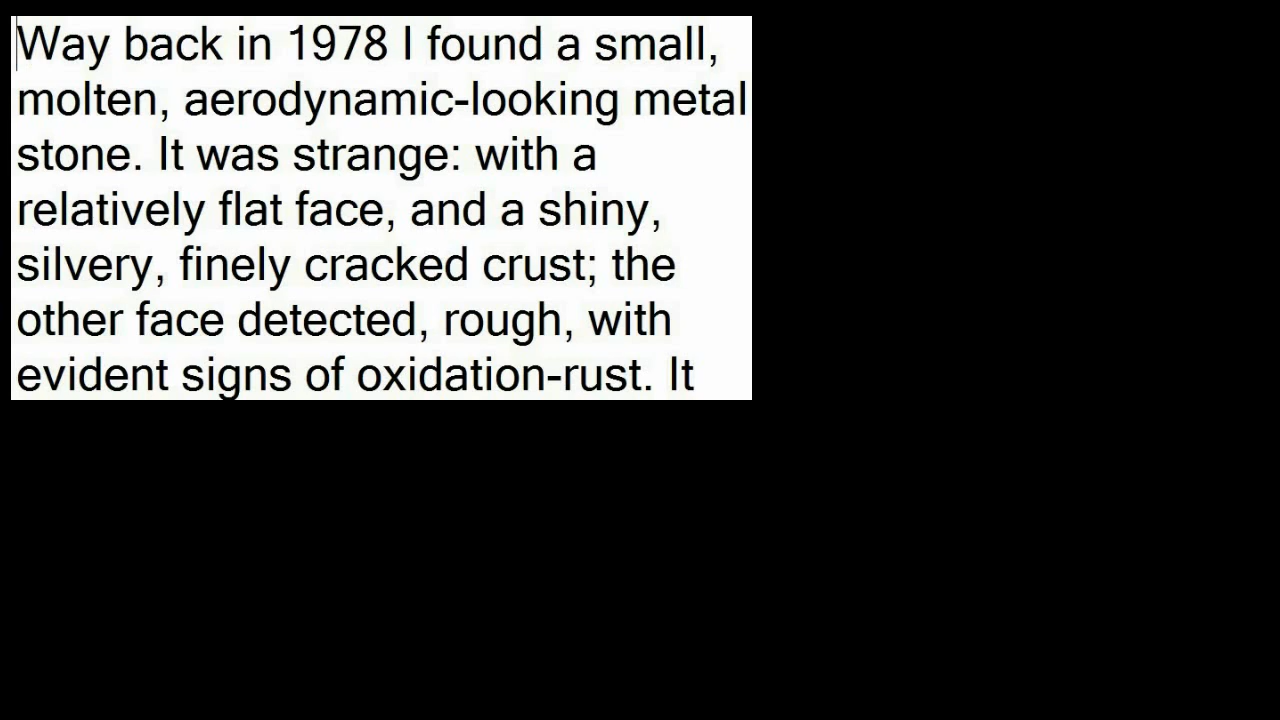 Way back in 1978 I found a small,
molten, aerodynamic-looking metal
stone. It was strange: with a
relatively flat face, and a shiny,
silvery, finely cracked crust; the
other face detected, rough, with
evident signs of oxidation-rust. It